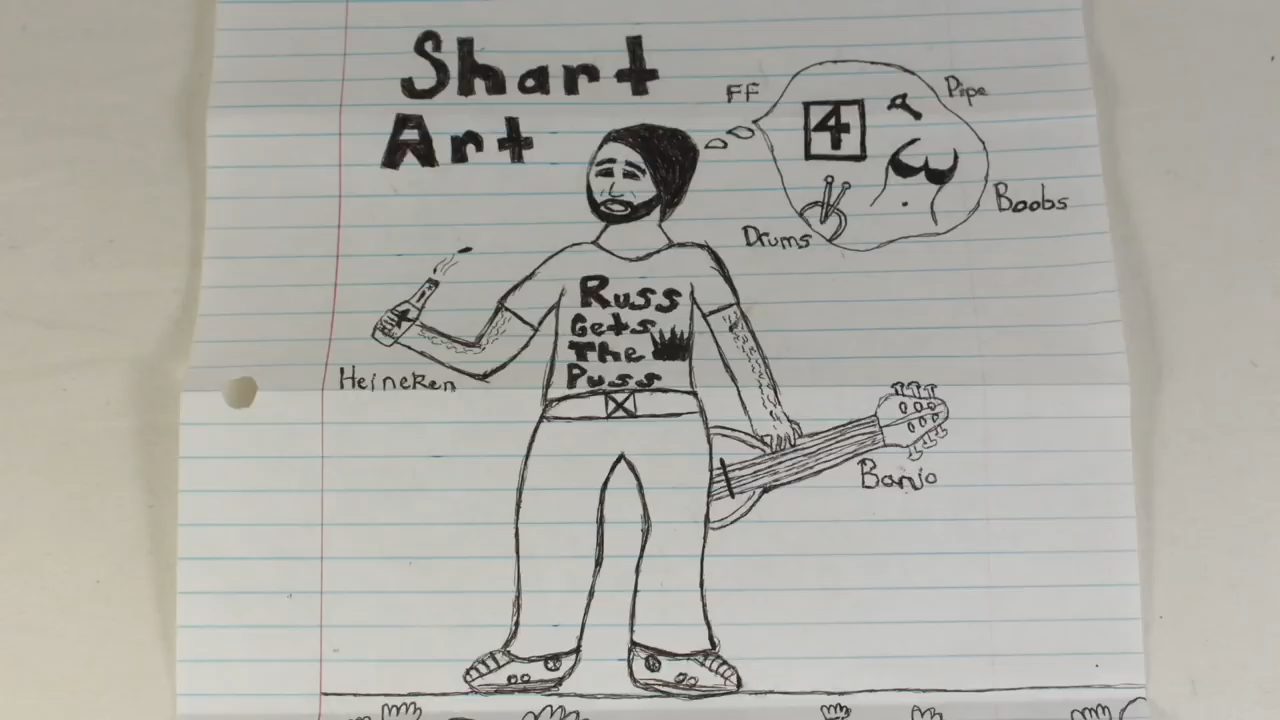 Shart
Art
FF
4
Pipe
Boobs
Drums
Russ
Gets
The
Puss
Heineken
Banjo